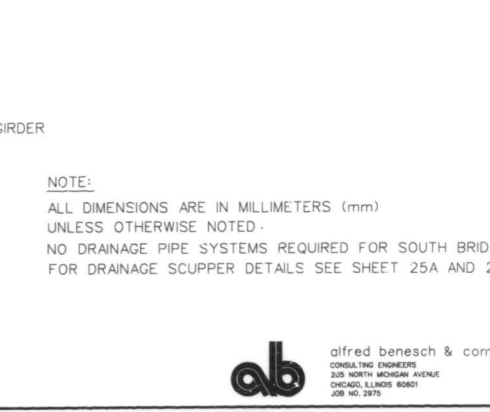 GIRDER
NOTE:
ALL DIMENSIONS ARE IN MILLIMETERS (mm)
UNLESS OTHERWISE NOTED.
NO DRAINAGE PIPE SYSTEMS REQUIRED FOR SOUTH BRID
FOR DRAINAGE SCUPPER DETAILS SEE SHEET 25A AND 2
ab
alfred benesch & com
CONSULTING ENGINEERS
205 NORTH MICHIGAN AVENUE
CHICAGO, ILLINOIS 60601
JOB NO. 2975